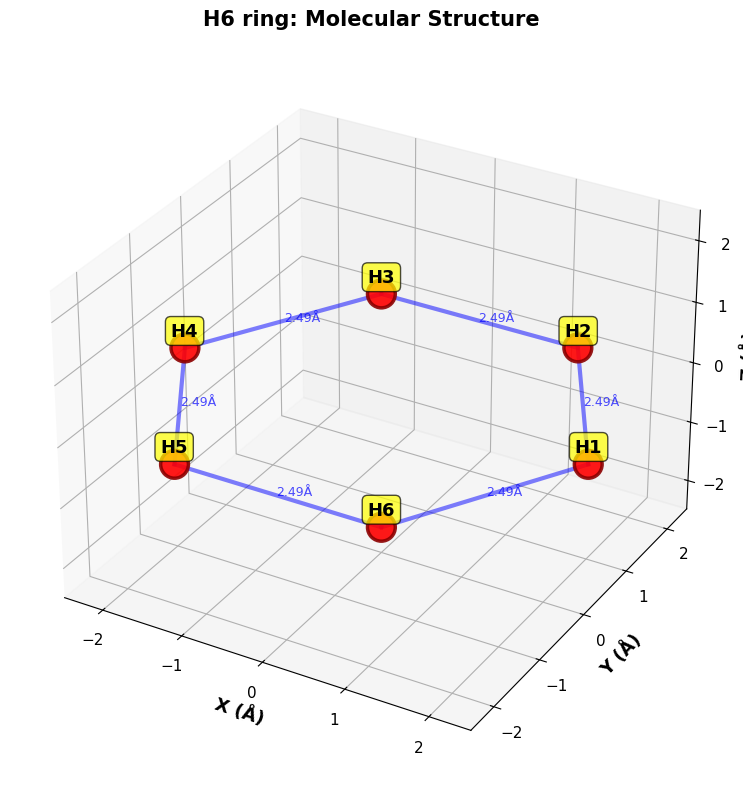 H6 ring: Molecular Structure
H3
2.49Å
2.49Å
H4
H2
2.49Å
2.49Å
H5
H1
2.49Å
2.49Å
H6
2
1
0
−1
−2
2
1
0
−1
−2
Y (Å)
−2
−1
0
1
2
X (Å)